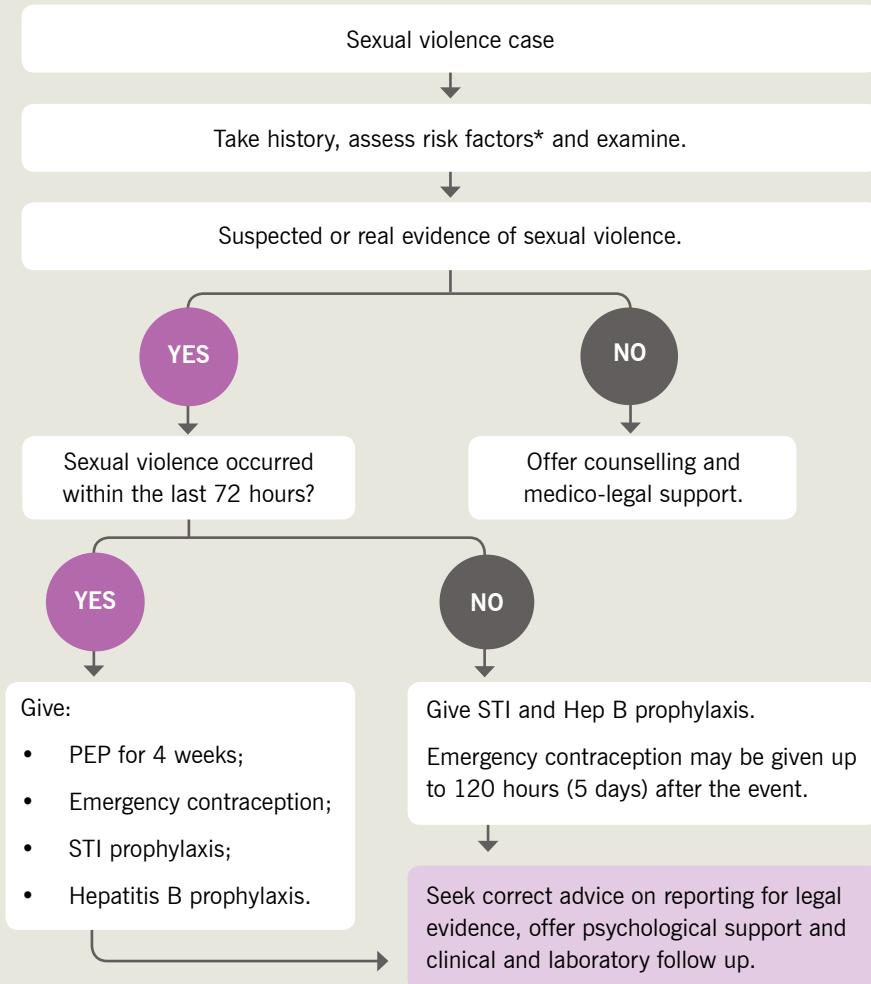 Sexual violence case
Take history, assess risk factors* and examine.
Suspected or real evidence of sexual violence.
YES
NO
Sexual violence occurred
within the last 72 hours?
Offer counselling and
medico-legal support.
YES
NO
Give:
• PEP for 4 weeks;
• Emergency contraception;
• STI prophylaxis;
• Hepatitis B prophylaxis.
Give STI and Hep B prophylaxis.
Emergency contraception may be given up
to 120 hours (5 days) after the event.
Seek correct advice on reporting for legal
evidence, offer psychological support and
clinical and laboratory follow up.